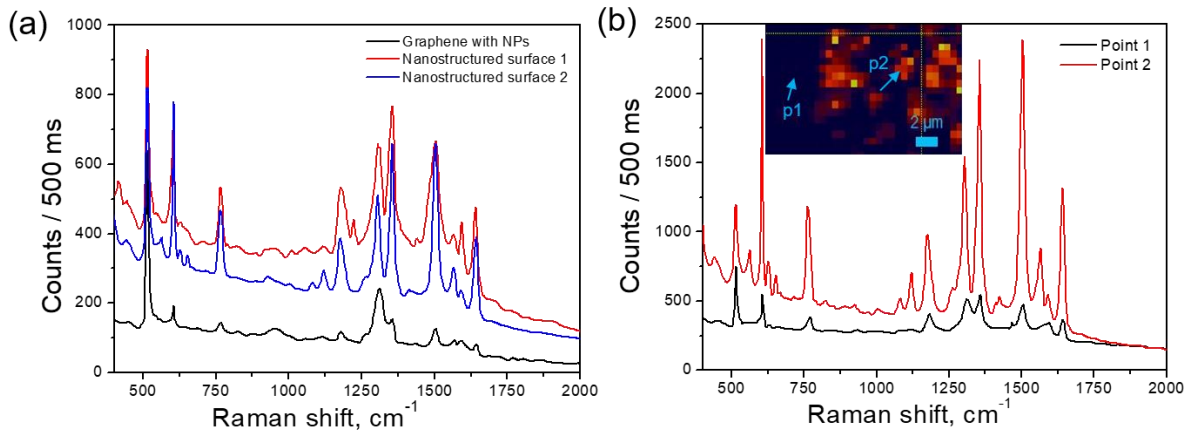 (a)
1000
800
600
400
200
0
Counts / 500 ms
500 750 1000 1250 1500 1750 2000
Raman shift, cm-1
Graphene with NPs
Nanostructured surface 1
Nanostructured surface 2
(b)
2500
2000
1500
1000
500
0
Counts / 500 ms
500 750 1000 1250 1500 1750 2000
Raman shift, cm-1
p1
p2
2 µm
Point 1
Point 2